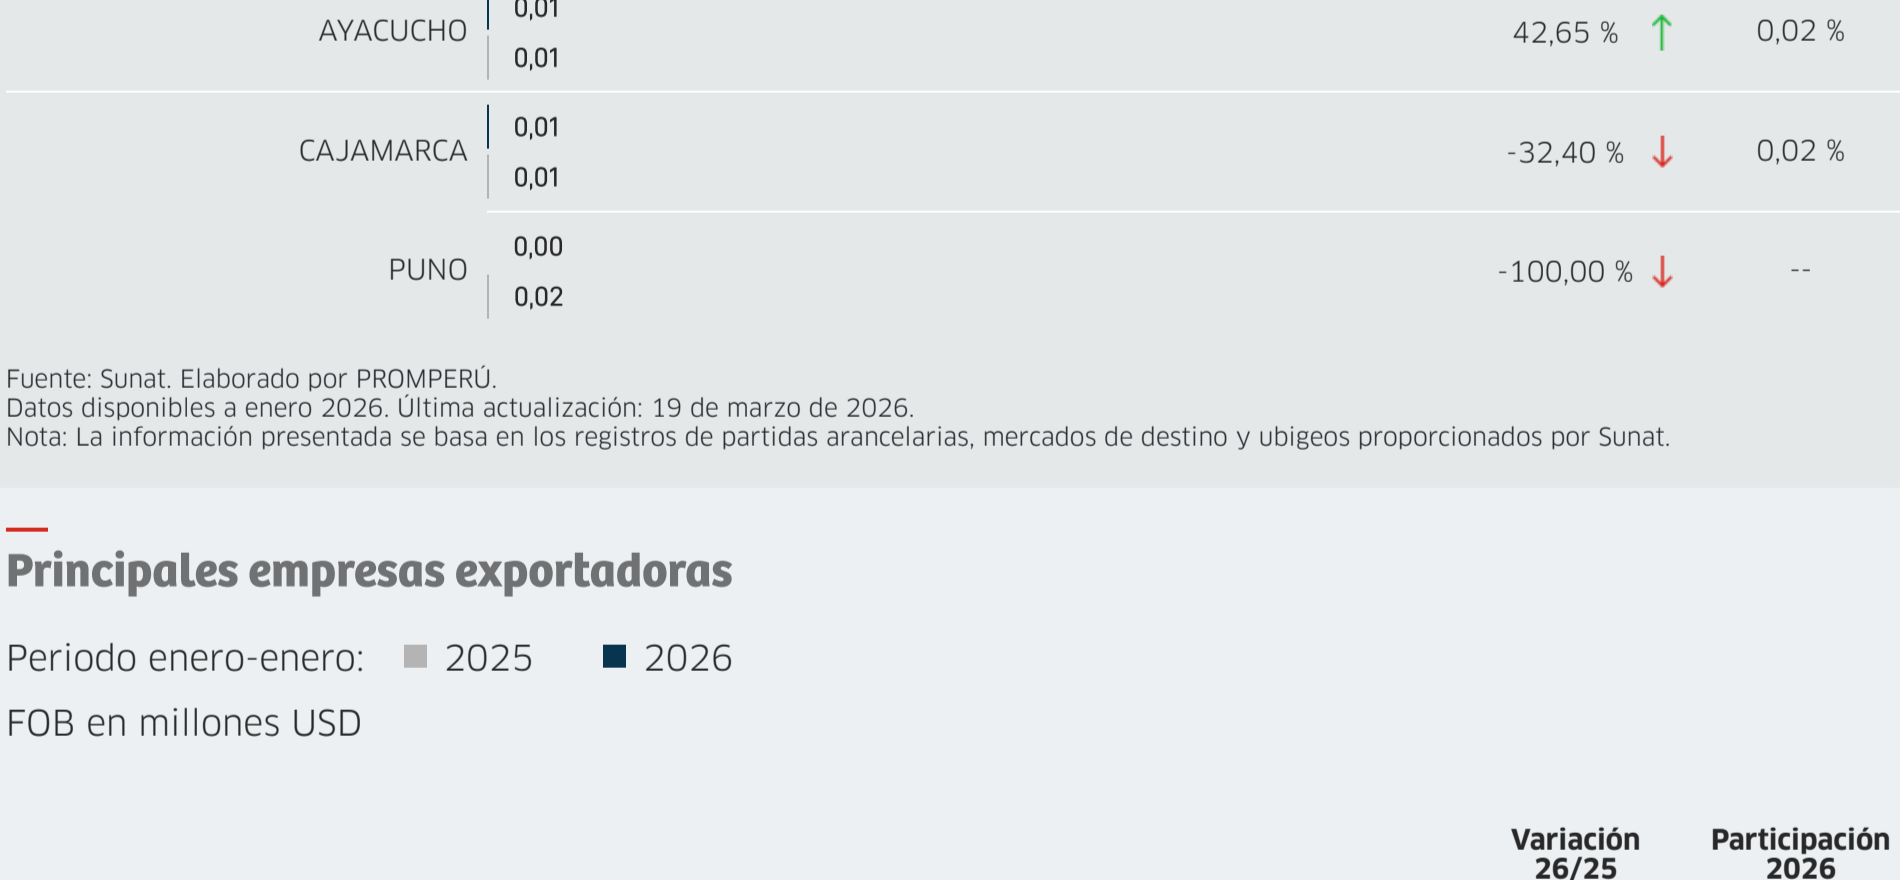 0,01
AYACUCHO 42,65 % 0,02 %
0,01
0,01
CAJAMARCA -32,40 % 0,02 %
0,01
0,00
PUNO -100,00 % --
0,02
Fuente: Sunat. Elaborado por PROMPERÚ.
Datos disponibles a enero 2026. Última actualización: 19 de marzo de 2026.
Nota: La información presentada se basa en los registros de partidas arancelarias, mercados de destino y ubigeos proporcionados por Sunat.
Principales empresas exportadoras
Periodo enero-enero: 2025 2026
FOB en millones USD
Variación Participación
26/25 2026